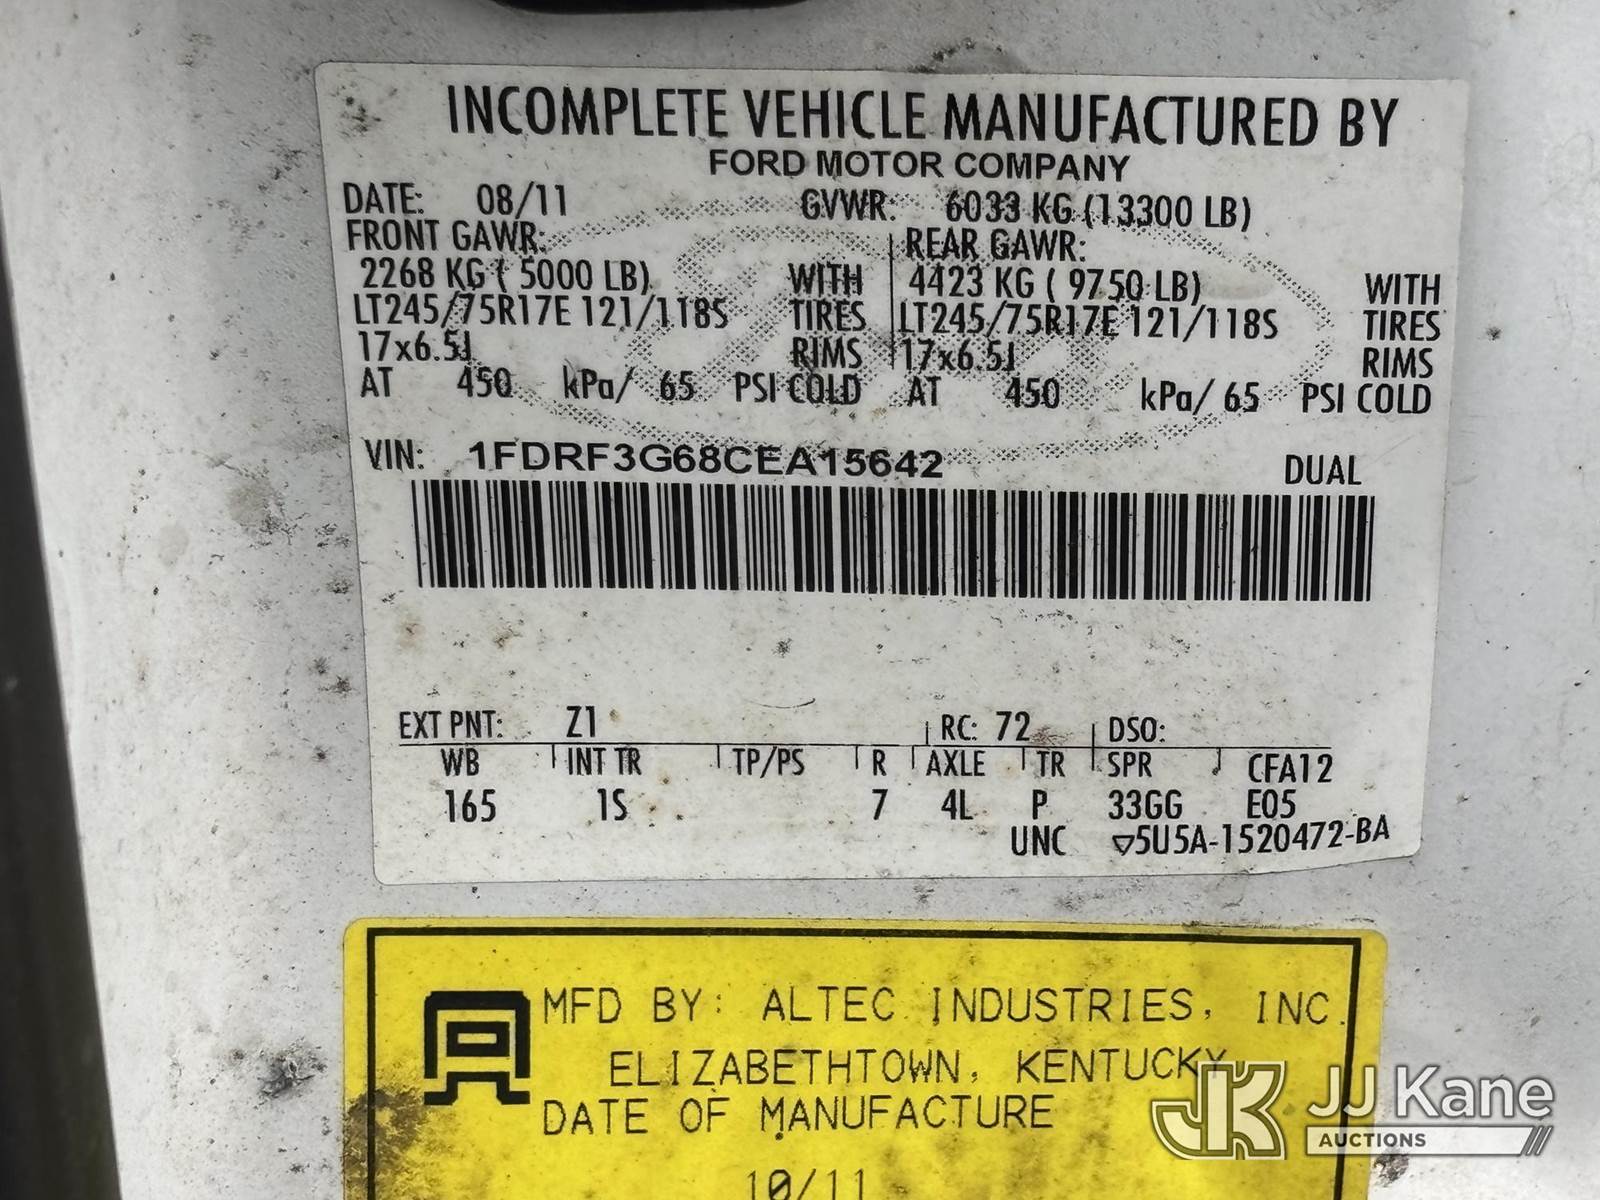 INCOMPLETE VEHICLE MANUFACTURED BY
FORD MOTOR COMPANY
DATE: 08/11 GVWR: 6033 KG (13300 LB)
FRONT GAWR: REAR GAWR:
2268 KG ( 5000 LB) WITH 4423 KG ( 9750 LB) WITH
LT245/75R17E 121/118S TIRES LT245/75R17E 121/118S TIRES
17x6.5J RIMS 17x6.5J RIMS
AT 450 kPa/ 65 PSI COLD AT 450 kPa/ 65 PSI COLD
VIN: 1FDRF3G68CEA15642 DUAL
EXT PNT: Z1 RC: 72 DSO:
WB INT TR TP/PS R AXLE TR SPR CFA12
165 1S 7 4L P 33GG E05
UNC ▽5U5A-1520472-BA
MFD BY: ALTEC INDUSTRIES, INC.
ELIZABETHTOWN, KENTUCKY
DATE OF MANUFACTURE
10/11
JK JJ Kane
AUCTIONS